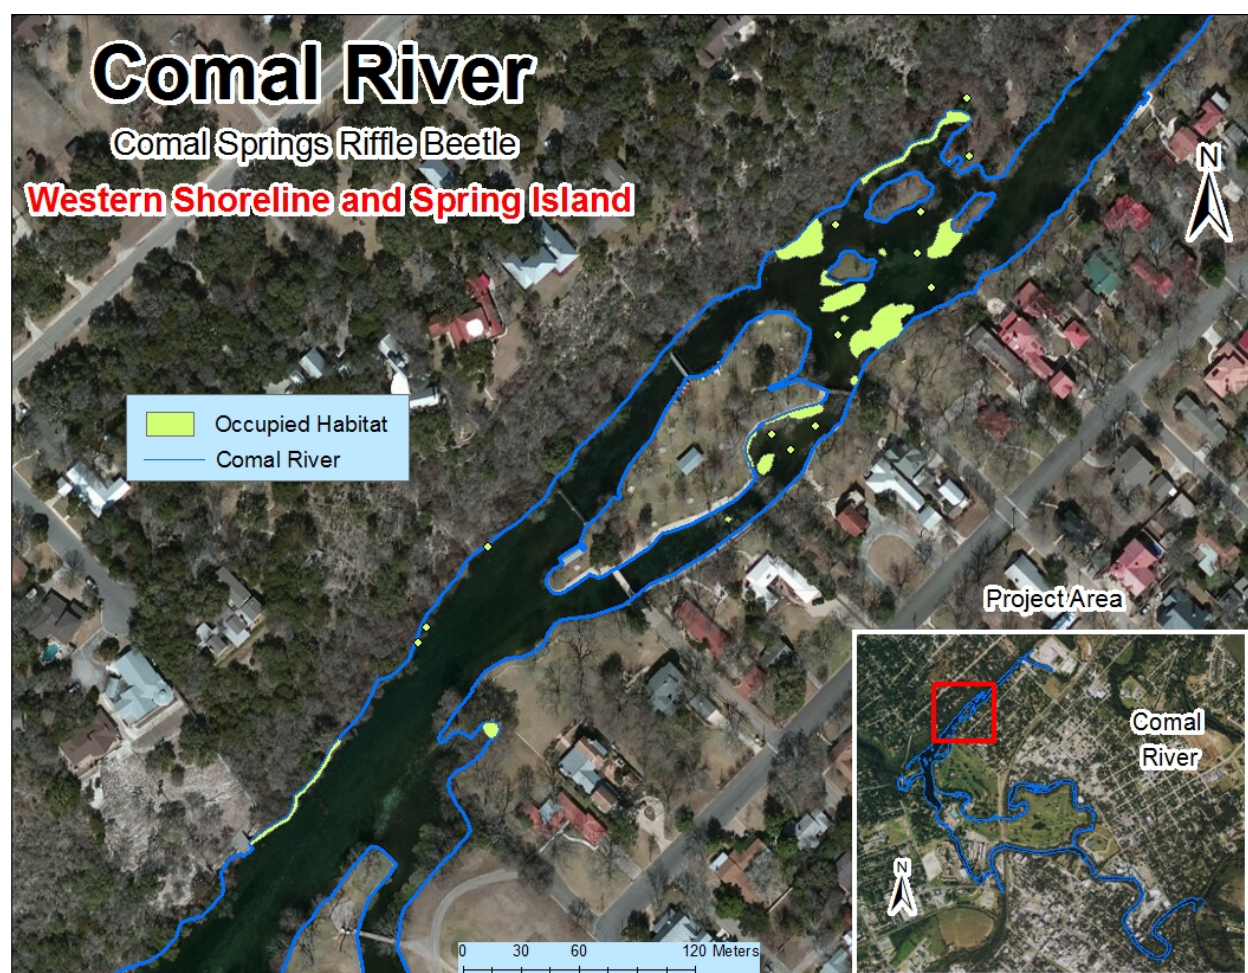 Comal River
Comal Springs Riffle Beetle
Western Shoreline and Spring Island
N
Occupied Habitat
Comal River
Project Area
Comal
River
N
0 30 60 120 Meters